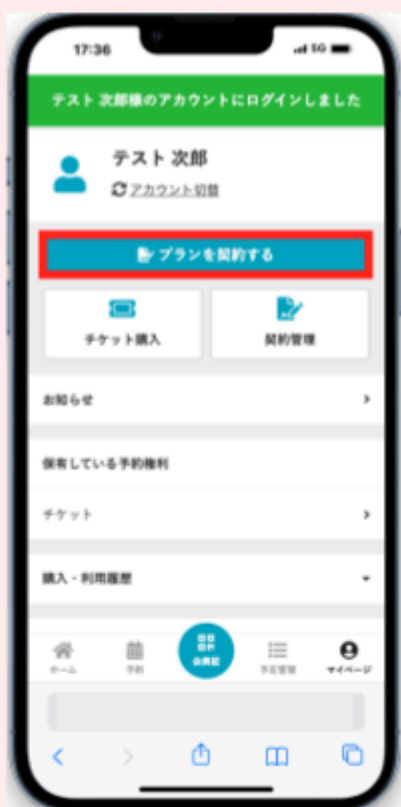 17:36
5G
テスト 次郎様のアカウントにログインしました
テスト 次郎
アカウント切替
プランを契約する
チケット購入
契約管理
お知らせ
保有している予約権利
チケット
購入・利用履歴
ホーム
予約
会員証
予定管理
マイページ